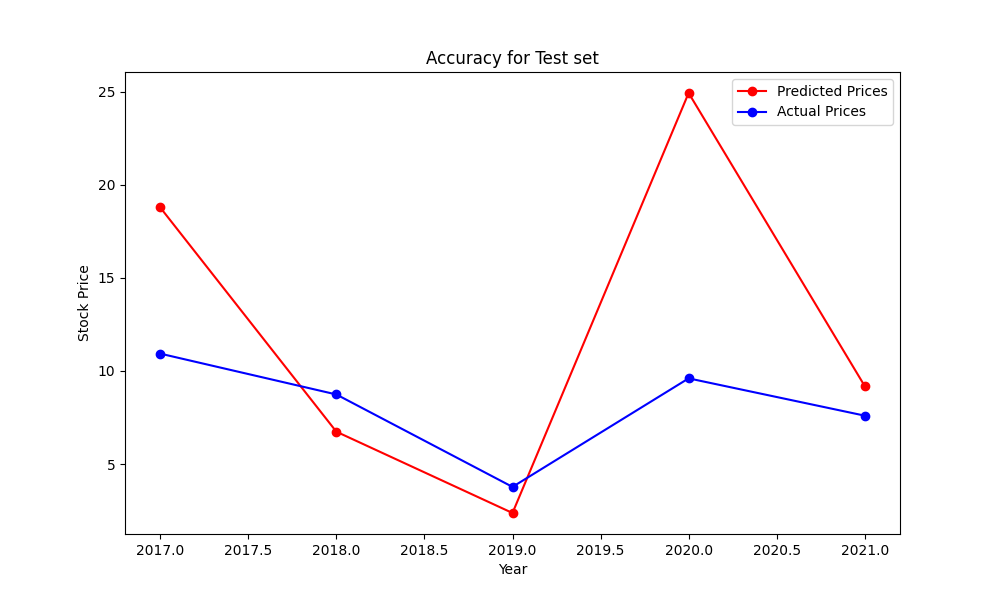 Accuracy for Test set
Predicted Prices
Actual Prices
25
20
15
10
5
Stock Price
2017.0 2017.5 2018.0 2018.5 2019.0 2019.5 2020.0 2020.5 2021.0
Year